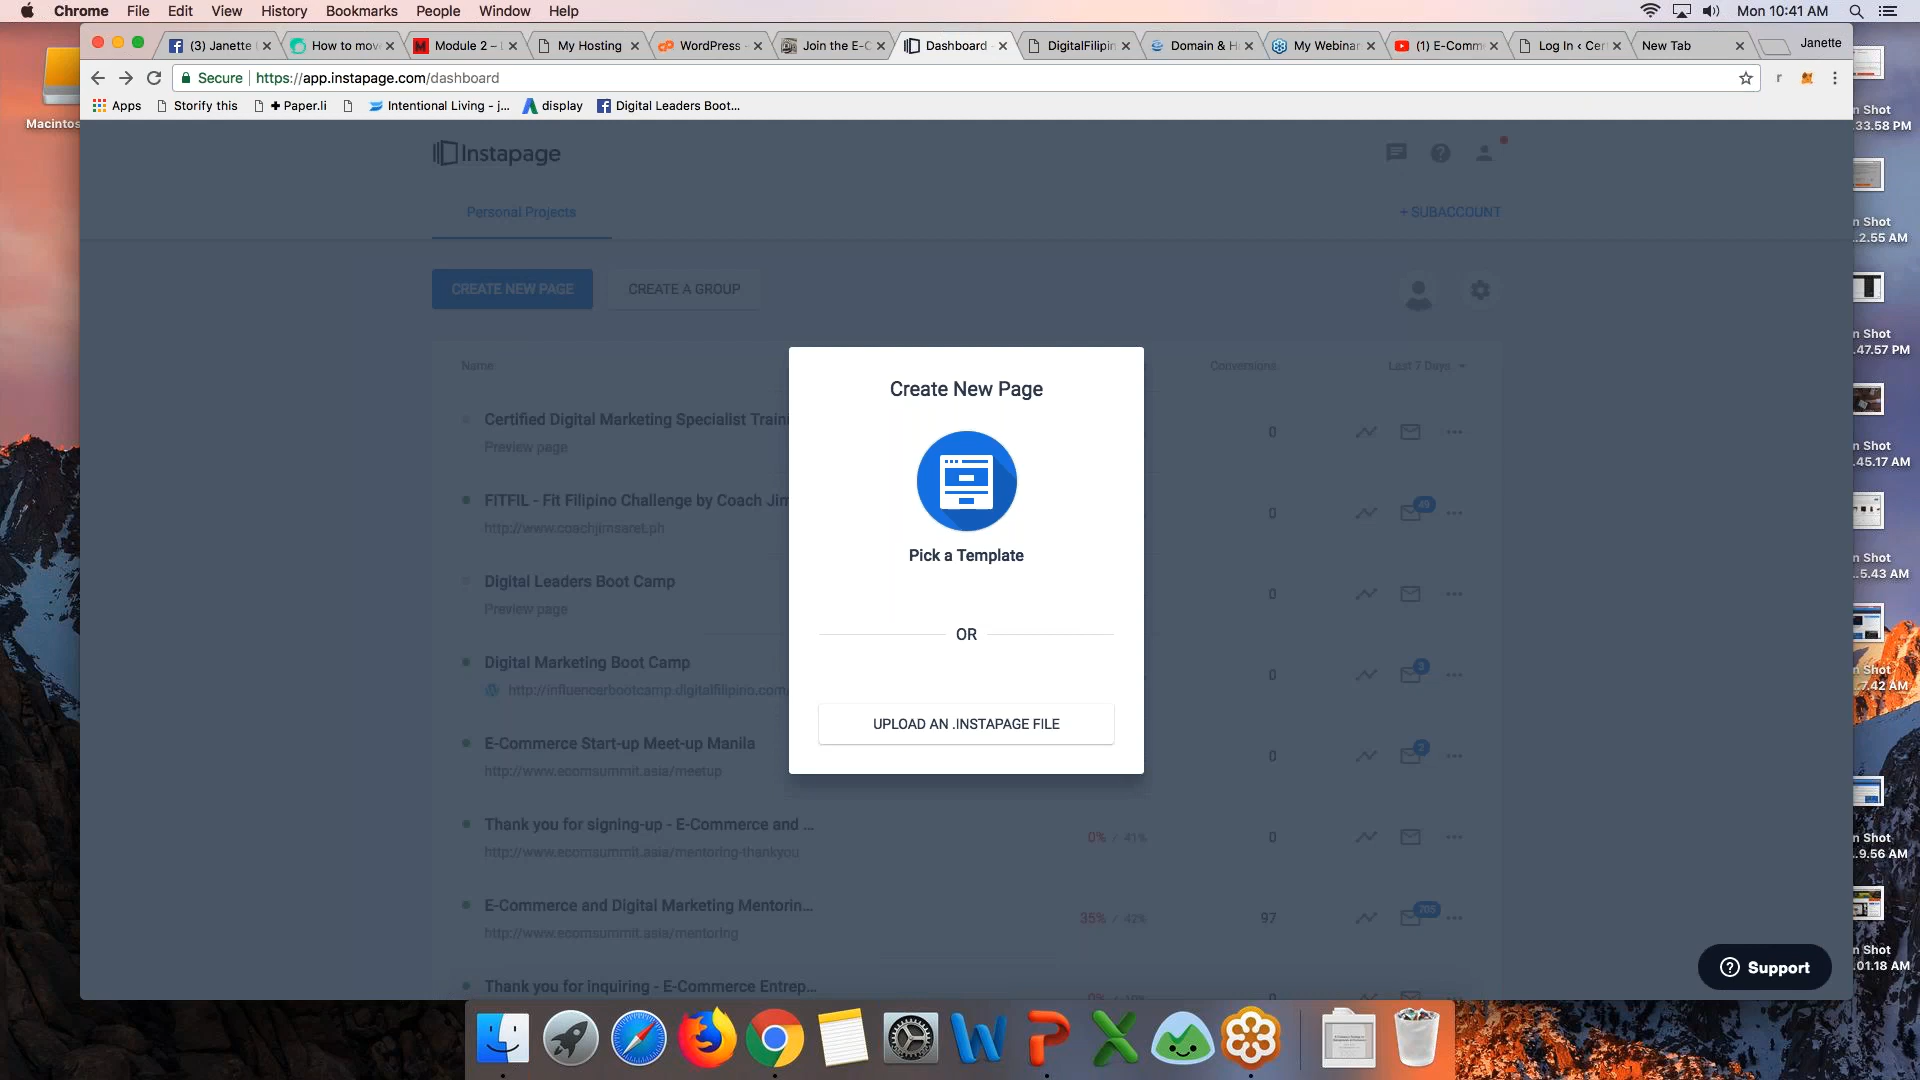 Chrome File Edit View History Bookmarks People Window Help
Mon 10:41 AM
(3) Janette
How to mov
Module 2 –
My Hosting
WordPress
Join the E-C
Dashboard
DigitalFilipin
Domain & H
My Webinar
(1) E-Comm
Log In ‹ Cer
New Tab
Janette
Secure https://app.instapage.com/dashboard
Apps Storify this Paper.li Intentional Living - j... display Digital Leaders Boot...
Macintos
Instapage
Personal Projects
+ SUBACCOUNT
CREATE NEW PAGE
CREATE A GROUP
Name
Conversions
Last 7 Days
Certified Digital Marketing Specialist Traini
Preview page
0
FITFIL - Fit Filipino Challenge by Coach Jim
http://www.coachjimsaret.ph
0
49
Digital Leaders Boot Camp
Preview page
0
Digital Marketing Boot Camp
http://influencerbootcamp.digitalfilipino.com/
0
3
E-Commerce Start-up Meet-up Manila
http://www.ecomsummit.asia/meetup
0
2
Thank you for signing-up - E-Commerce and ...
http://www.ecomsummit.asia/mentoring-thankyou
0% / 41%
0
E-Commerce and Digital Marketing Mentorin...
http://www.ecomsummit.asia/mentoring
35% / 42%
97
705
Thank you for inquiring - E-Commerce Entrep...
Create New Page
Pick a Template
OR
UPLOAD AN .INSTAPAGE FILE
Support
n Shot
.33.58 PM
n Shot
..2.55 AM
n Shot
.47.57 PM
n Shot
.45.17 AM
n Shot
..5.43 AM
n Shot
..7.42 AM
n Shot
..9.56 AM
n Shot
.01.18 AM